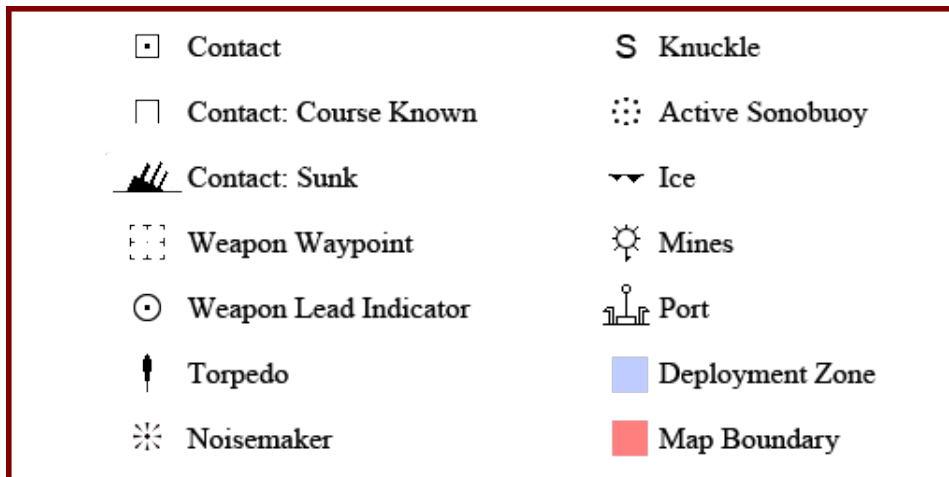 Contact
Contact: Course Known
Contact: Sunk
Weapon Waypoint
Weapon Lead Indicator
Torpedo
Noisemaker
S Knuckle
Active Sonobuoy
Ice
Mines
Port
Deployment Zone
Map Boundary